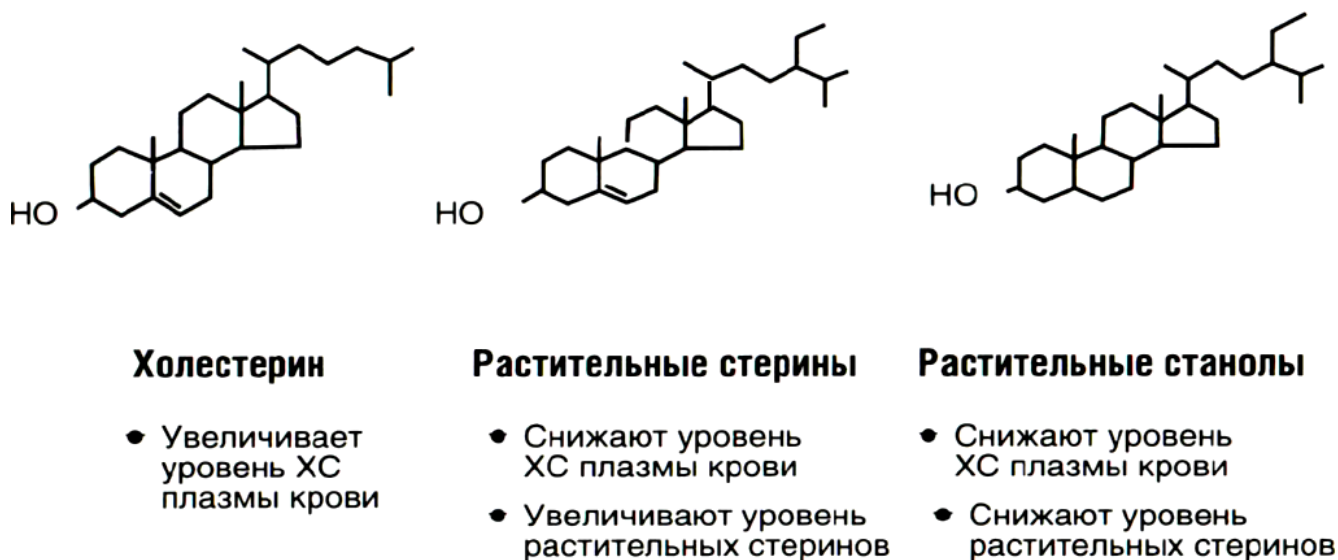 HO
HO
HO
Холестерин
• Увеличивает
уровень ХС
плазмы крови
Растительные стерины
• Снижают уровень
ХС плазмы крови
• Увеличивают уровень
растительных стеринов
Растительные станолы
• Снижают уровень
ХС плазмы крови
• Снижают уровень
растительных стеринов